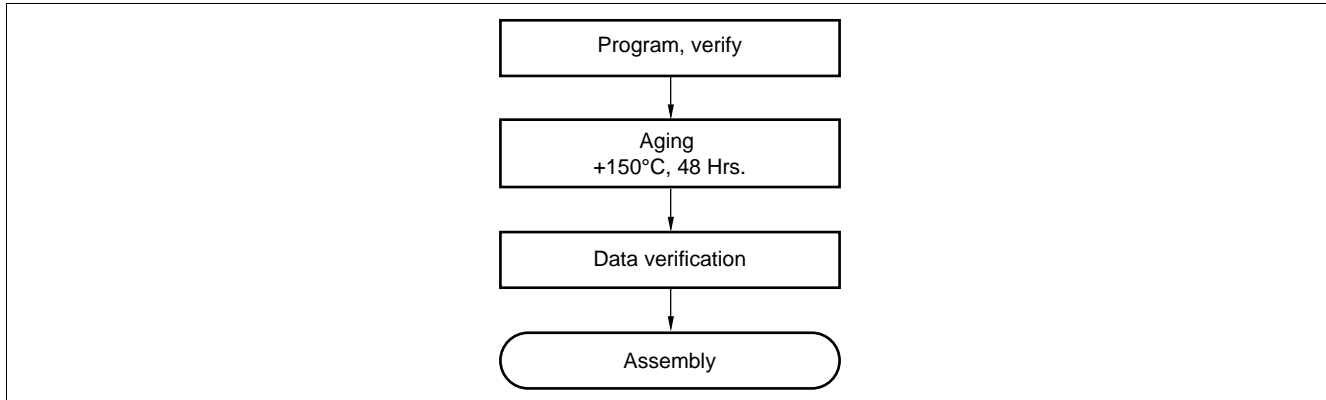 Program, verify
Aging
+150°C, 48 Hrs.
Data verification
Assembly